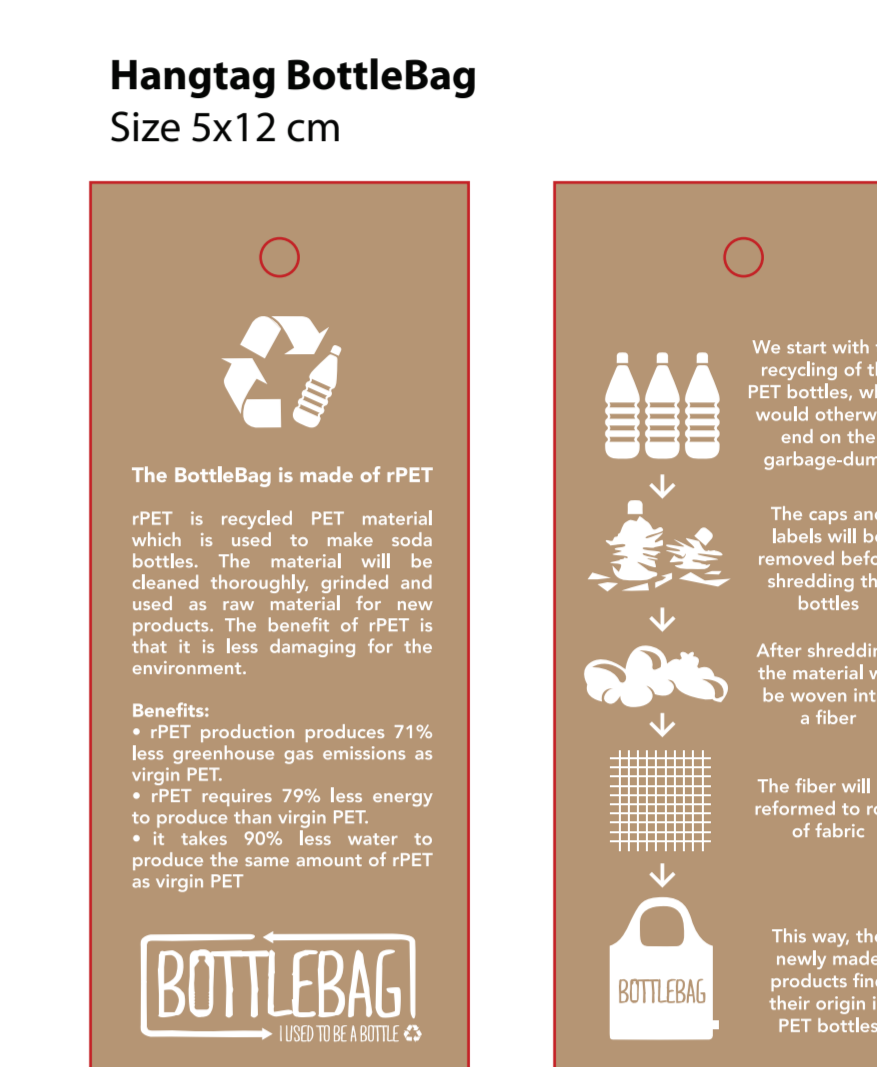 Hangtag BottleBag
Size 5x12 cm
The BottleBag is made of rPET
rPET is recycled PET material
which is used to make soda
bottles. The material will be
cleaned thoroughly, grinded and
used as raw material for new
products. The benefit of rPET is
that it is less damaging for the
environment.
Benefits:
• rPET production produces 71%
less greenhouse gas emissions as
virgin PET.
• rPET requires 79% less energy
to produce than virgin PET.
• it takes 90% less water to
produce the same amount of rPET
as virgin PET
BOTTLEBAG
I USED TO BE A BOTTLE
We start with
recycling of
PET bottles,
would
end on the
The caps
labels will
removed
shredding
bottles
After
the material
be woven
a fiber
The fiber will
reformed to
of fabric
BOTTLEBAG
This way,
newly made
products
their origin
PET bottles